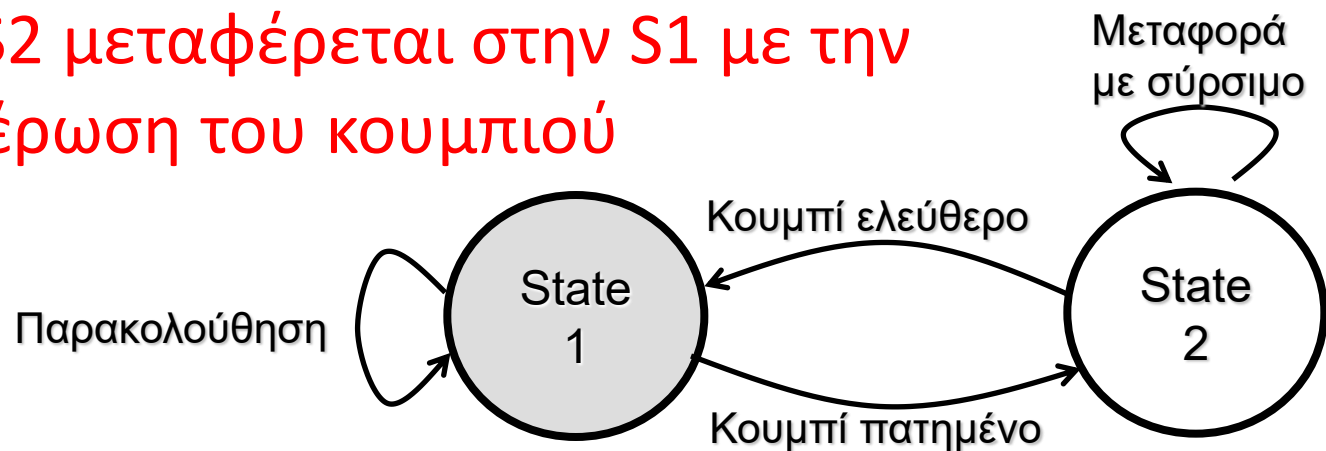 S2 μεταφέρεται στην S1 με την
έρωση του κουμπιού
Μεταφορά
με σύρσιμο
Κουμπί ελεύθερο
State
1
State
2
Παρακολούθηση
Κουμπί πατημένο